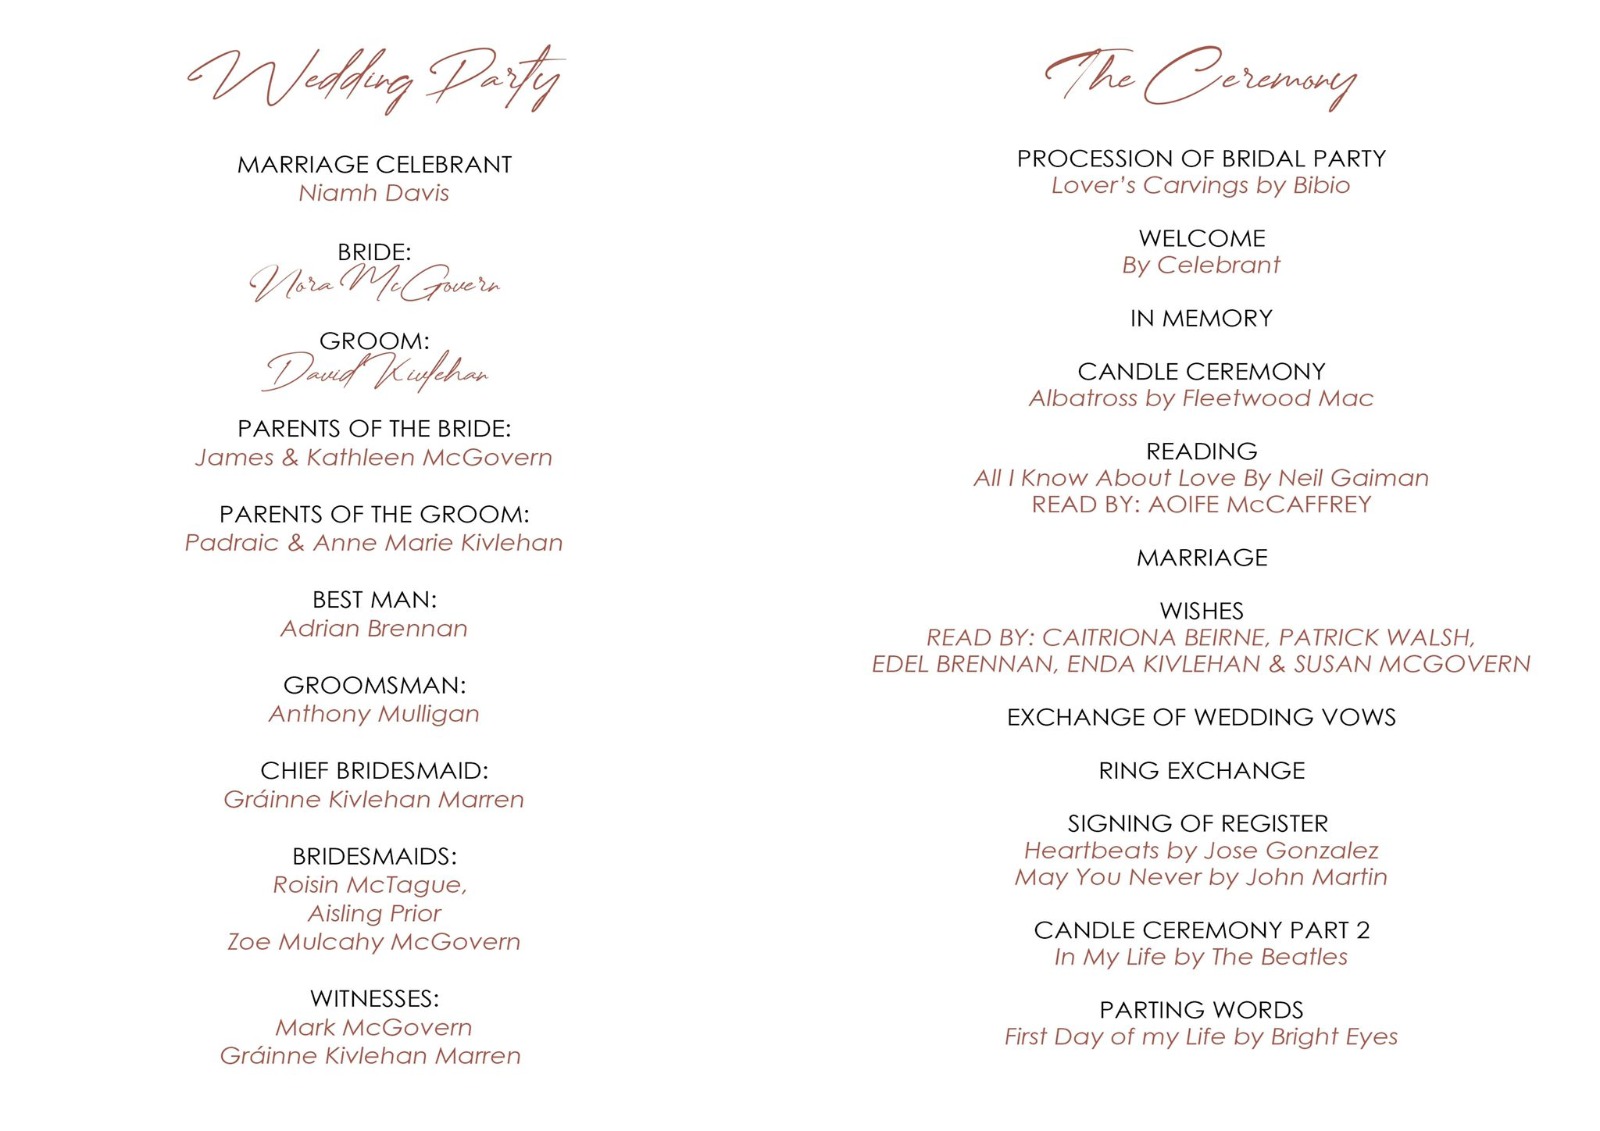 Wedding Party
MARRIAGE CELEBRANT
Niamh Davis
BRIDE:
Nora McGovern
GROOM:
David Kivlehan
PARENTS OF THE BRIDE:
James & Kathleen McGovern
PARENTS OF THE GROOM:
Padraic & Anne Marie Kivlehan
BEST MAN:
Adrian Brennan
GROOMSMAN:
Anthony Mulligan
CHIEF BRIDESMAID:
Gráinne Kivlehan Marren
BRIDESMAIDS:
Roisin McTague,
Aisling Prior
Zoe Mulcahy McGovern
WITNESSES:
Mark McGovern
Gráinne Kivlehan Marren
The Ceremony
PROCESSION OF BRIDAL PARTY
Lover’s Carvings by Bibio
WELCOME
By Celebrant
IN MEMORY
CANDLE CEREMONY
Albatross by Fleetwood Mac
READING
All I Know About Love By Neil Gaiman
READ BY: AOIFE McCAFFREY
MARRIAGE
WISHES
READ BY: CAITRIONA BEIRNE, PATRICK WALSH,
EDEL BRENNAN, ENDA KIVLEHAN & SUSAN MCGOVERN
EXCHANGE OF WEDDING VOWS
RING EXCHANGE
SIGNING OF REGISTER
Heartbeats by Jose Gonzalez
May You Never by John Martin
CANDLE CEREMONY PART 2
In My Life by The Beatles
PARTING WORDS
First Day of my Life by Bright Eyes